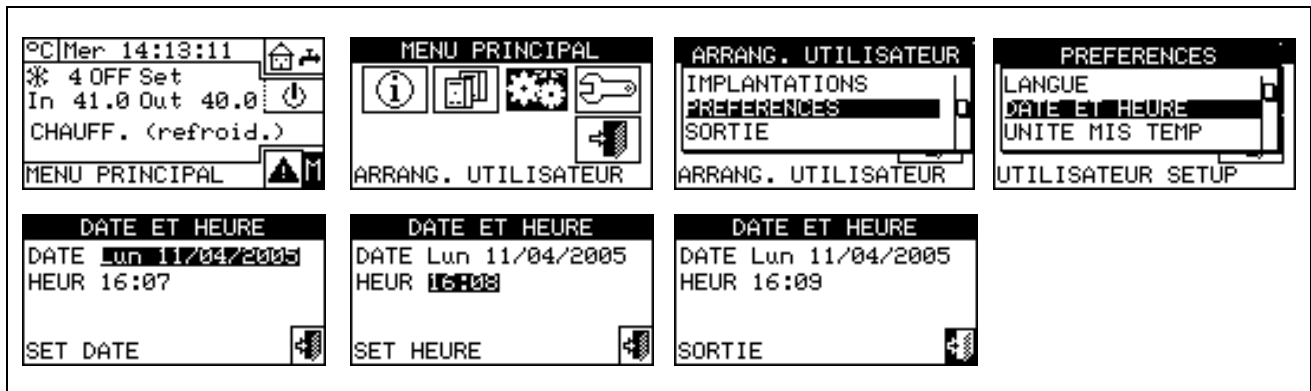 °C Mer 14:13:11
4 OFF Set
In 41.0 Out 40.0
CHAUFF. (refroid.)
MENU PRINCIPAL M
MENU PRINCIPAL
ARRANG. UTILISATEUR
ARRANG. UTILISATEUR
IMPLANTATIONS
PREFERENCES
SORTIE
ARRANG. UTILISATEUR
PREFERENCES
LANGUE
DATE ET HEURE
UNITE MIS TEMP
UTILISATEUR SETUP
DATE ET HEURE
DATE Lun 11/04/2005
HEUR 16:07
SET DATE
DATE ET HEURE
DATE Lun 11/04/2005
HEUR 16:08
SET HEURE
DATE ET HEURE
DATE Lun 11/04/2005
HEUR 16:09
SORTIE